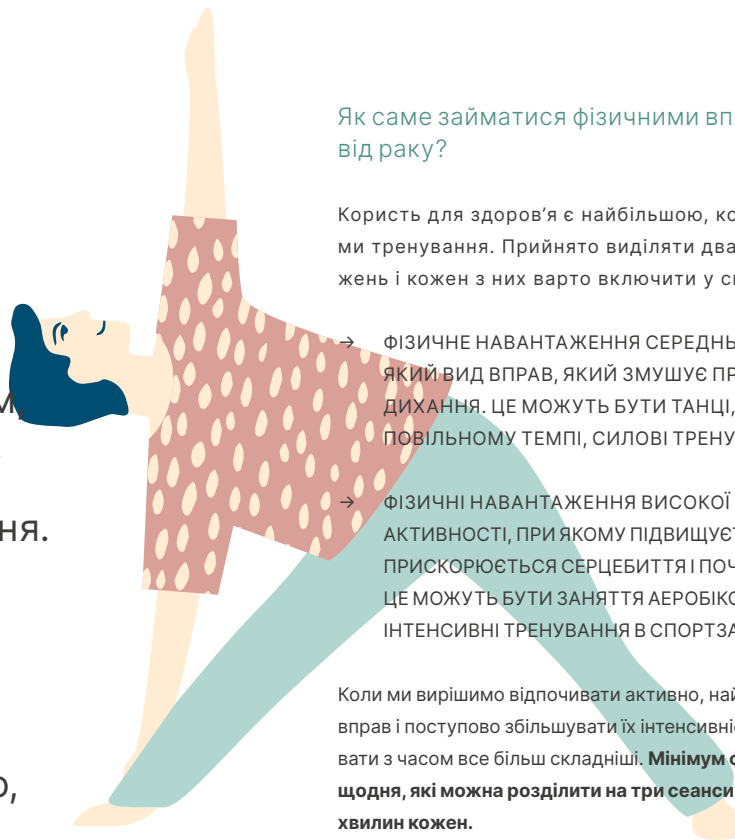 м,
ня.
о,
Як саме займатися фізичними вп
від раку?
Користь для здоров’я є найбільшою, ко
ми тренування. Прийнято виділяти два
жень і кожен з них варто включити у с
→ ФІЗИЧНЕ НАВАНТАЖЕННЯ СЕРЕДНЬ
ЯКИЙ ВИД ВПРАВ, ЯКИЙ ЗМУШУЄ ПР
ДИХАННЯ. ЦЕ МОЖУТЬ БУТИ ТАНЦІ,
ПОВІЛЬНОМУ ТЕМПІ, СИЛОВІ ТРЕНУ
→ ФІЗИЧНІ НАВАНТАЖЕННЯ ВИСОКОЇ
АКТИВНОСТІ, ПРИ ЯКОМУ ПІДВИЩУЄ
ПРИСКОРЮЄТЬСЯ СЕРЦЕБИТТЯ І ПОЧ
ЦЕ МОЖУТЬ БУТИ ЗАНЯТТЯ АЕРОБІКО
ІНТЕНСИВНІ ТРЕНУВАННЯ В СПОРТЗА
Коли ми вирішимо відпочивати активно, най
вправ і поступово збільшувати їх інтенсивніс
вати з часом все більш складніші. Мінімум
щодня, які можна розділити на три сеанси
хвилин кожен.